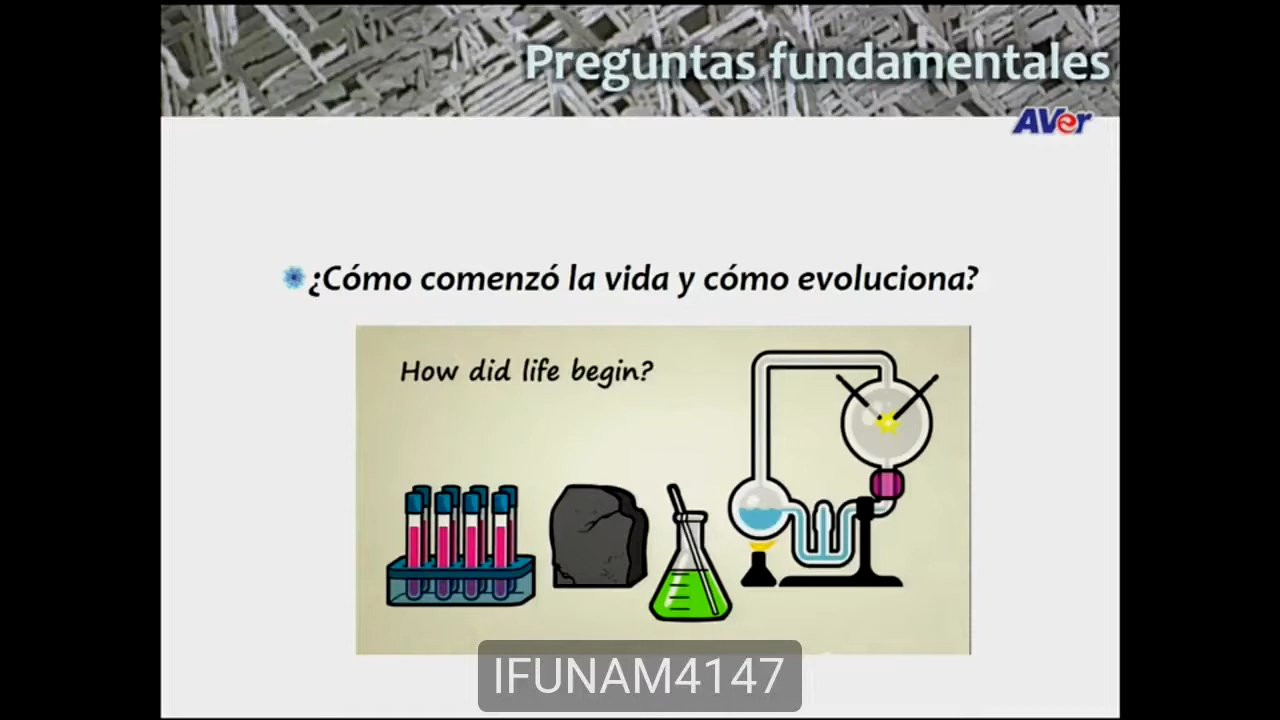 Preguntas fundamentales
AVer
¿Cómo comenzó la vida y cómo evoluciona?
How did life begin?
IFUNAM4147